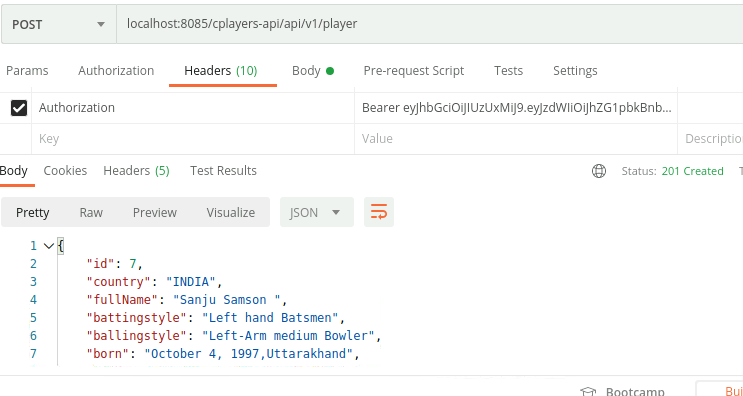 POST localhost:8085/cplayers-api/api/v1/player
Params Authorization Headers (10) Body Pre-request Script Tests Settings
Authorization Bearer eyJhbGciOiJIUzUxMiJ9.eyJzdWIiOiJhZG1pbkBnb...
Key Value Descriptio
Body Cookies Headers (5) Test Results Status: 201 Created T
Pretty Raw Preview Visualize JSON
1 {
2 "id": 7,
3 "country": "INDIA",
4 "fullName": "Sanju Samson ",
5 "battingstyle": "Left hand Batsmen",
6 "ballingstyle": "Left-Arm medium Bowler",
7 "born": "October 4, 1997,Uttarakhand",
Bootcamp Bui